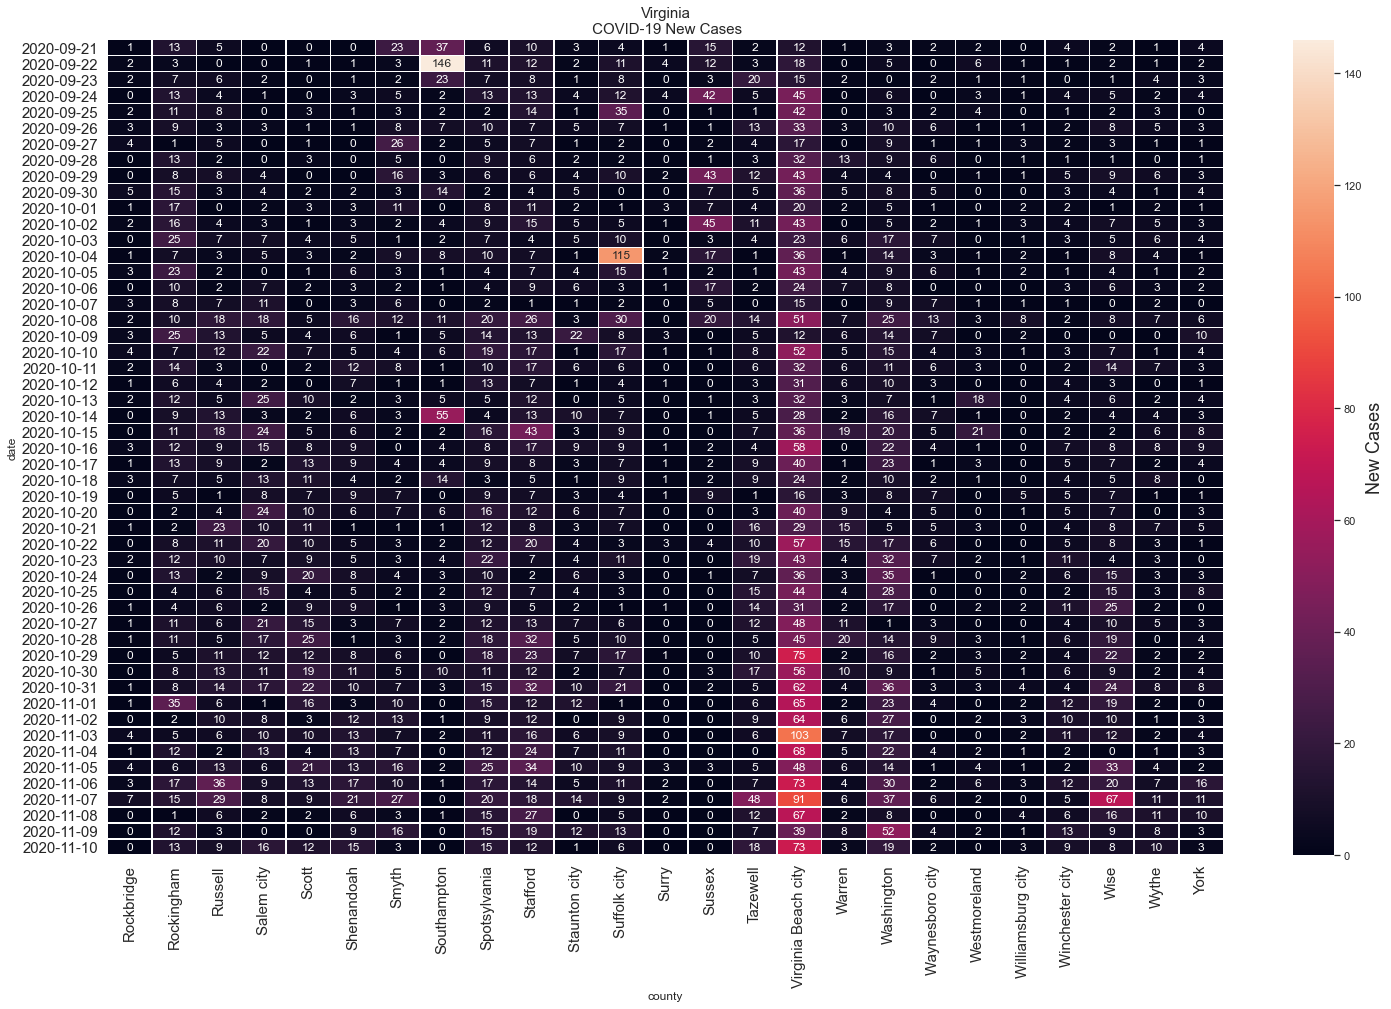 Virginia
COVID-19 New Cases
2020-09-21 1 13 5 0 0 0 23 37 6 10 3 4 1 15 2 12 1 3 2 2 0 4 2 1 4
2020-09-22 2 3 0 0 1 1 3 146 11 12 2 11 4 12 3 18 0 5 0 6 1 1 2 1 2
2020-09-23 2 7 6 2 0 1 2 23 7 8 1 8 0 3 20 15 2 0 2 1 1 0 1 4 3
2020-09-24 0 13 4 1 0 3 5 2 13 13 4 12 4 42 5 45 0 6 0 3 1 4 5 2 4
2020-09-25 2 11 8 0 3 1 3 2 2 14 1 35 0 1 1 42 0 3 2 4 0 1 2 3 0
2020-09-26 3 9 3 3 1 1 8 7 10 7 5 7 1 1 13 33 3 10 6 1 1 2 8 5 3
2020-09-27 4 1 5 0 1 0 26 2 5 7 1 2 0 2 4 17 0 9 1 1 3 2 3 1 1
2020-09-28 0 13 2 0 3 0 5 0 9 6 2 2 0 1 3 32 13 9 6 0 1 1 1 0 1
2020-09-29 0 8 8 4 0 0 16 3 6 6 4 10 2 43 12 43 4 4 0 1 1 5 9 6 3
2020-09-30 5 15 3 4 2 2 3 14 2 4 5 0 0 7 5 36 5 8 5 0 0 3 4 1 4
2020-10-01 1 17 0 2 3 3 11 0 8 11 2 1 3 7 4 20 2 5 1 0 2 2 1 2 1
2020-10-02 2 16 4 3 1 3 2 4 9 15 5 5 1 45 11 43 0 5 2 1 3 4 7 5 3
2020-10-03 0 25 7 7 4 5 1 2 7 4 5 10 0 3 4 23 6 17 7 0 1 3 5 6 4
2020-10-04 1 7 3 5 3 2 9 8 10 7 1 115 2 17 1 36 1 14 3 1 2 1 8 4 1
2020-10-05 3 23 2 0 1 6 3 1 4 7 4 15 1 2 1 43 4 9 6 1 2 1 4 1 2
2020-10-06 0 10 2 7 2 3 2 1 4 9 6 3 1 17 2 24 7 8 0 0 0 3 6 3 2
2020-10-07 3 8 7 11 0 3 6 0 2 1 1 2 0 5 0 15 0 9 7 1 1 1 0 2 0
2020-10-08 2 10 18 18 5 16 12 11 20 26 3 30 0 20 14 51 7 25 13 3 8 2 8 7 6
2020-10-09 3 25 13 5 4 6 1 5 14 13 22 8 3 0 5 12 6 14 7 0 2 0 0 0 10
2020-10-10 4 7 12 22 7 5 4 6 19 17 1 17 1 1 8 52 5 15 4 3 1 3 7 1 4
2020-10-11 2 14 3 0 2 12 8 1 10 17 6 6 0 0 6 32 6 11 6 3 0 2 14 7 3
2020-10-12 1 6 4 2 0 7 1 1 13 7 1 4 1 0 3 31 6 10 3 0 0 4 3 0 1
2020-10-13 2 12 5 25 10 2 3 5 5 12 0 5 0 1 3 32 3 7 1 18 0 4 6 2 4
2020-10-14 0 9 13 3 2 6 3 55 4 13 10 7 0 1 5 28 2 16 7 1 0 2 4 4 3
2020-10-15 0 11 18 24 5 6 2 2 16 43 3 9 0 0 7 36 19 20 5 21 0 2 2 6 8
2020-10-16 3 12 9 15 8 9 0 4 8 17 9 9 1 2 4 58 0 22 4 1 0 7 8 8 9
2020-10-17 1 13 9 2 13 9 4 4 9 8 3 7 1 2 9 40 1 23 1 3 0 5 7 2 4
2020-10-18 3 7 5 13 11 4 2 14 3 5 1 9 1 2 9 24 2 10 2 1 0 4 5 8 0
2020-10-19 0 5 1 8 7 9 7 0 9 7 3 4 1 9 1 16 3 8 7 0 5 5 7 1 1
2020-10-20 0 2 4 24 10 6 7 6 16 12 6 7 0 0 3 40 9 4 5 0 1 5 7 0 3
2020-10-21 1 2 23 10 11 1 1 1 12 8 3 7 0 0 16 29 15 5 5 3 0 4 8 7 5
2020-10-22 0 8 11 20 10 5 3 2 12 20 4 3 3 4 10 57 15 17 6 0 0 5 8 3 1
2020-10-23 2 12 10 7 9 5 3 4 22 7 4 11 0 0 19 43 4 32 7 2 1 11 4 3 0
2020-10-24 0 13 2 9 20 8 4 3 10 2 6 3 0 1 7 36 3 35 1 0 2 6 15 3 3
2020-10-25 0 4 6 15 4 5 2 2 12 7 4 3 0 0 15 44 4 28 0 0 0 2 15 3 8
2020-10-26 1 4 6 2 9 9 1 3 9 5 2 1 1 0 14 31 2 17 0 2 2 11 25 2 0
2020-10-27 1 11 6 21 15 3 7 2 12 13 7 6 0 0 12 48 11 1 3 0 0 4 10 5 3
2020-10-28 1 11 5 17 25 1 3 2 18 32 5 10 0 0 5 45 20 14 9 3 1 6 19 0 4
2020-10-29 0 5 11 12 12 8 6 0 18 23 7 17 1 0 10 75 2 16 2 3 2 4 22 2 2
2020-10-30 0 8 13 11 19 11 5 10 11 12 2 7 0 3 17 56 10 9 1 5 1 6 9 2 4
2020-10-31 1 8 14 17 22 10 7 3 15 32 10 21 0 2 5 62 4 36 3 3 4 4 24 8 8
2020-11-01 1 35 6 1 16 3 10 0 15 12 12 1 0 0 6 65 2 23 4 0 2 12 19 2 0
2020-11-02 0 2 10 8 3 12 13 1 9 12 0 9 0 0 9 64 6 27 0 2 3 10 10 1 3
2020-11-03 4 5 6 10 10 13 7 2 11 16 6 9 0 0 6 103 7 17 0 0 2 11 12 2 4
2020-11-04 1 12 2 13 4 13 7 0 12 24 7 11 0 0 0 68 5 22 4 2 1 2 0 1 3
2020-11-05 4 6 13 6 21 13 16 2 25 34 10 9 3 3 5 48 6 14 1 4 1 2 33 4 2
2020-11-06 3 17 36 9 13 17 10 1 17 14 5 11 2 0 7 73 4 30 2 6 3 12 20 7 16
2020-11-07 7 15 29 8 9 21 27 0 20 18 14 9 2 0 48 91 6 37 6 2 0 5 67 11 11
2020-11-08 0 1 6 2 2 6 3 1 15 27 0 5 0 0 12 67 2 8 0 0 4 6 16 11 10
2020-11-09 0 12 3 0 0 9 16 0 15 19 12 13 0 0 7 39 8 52 4 2 1 13 9 8 3
2020-11-10 0 13 9 16 12 15 3 0 15 12 1 6 0 0 18 73 3 19 2 0 3 9 8 10 3
Rockbridge
Rockingham
Russell
Salem city
Scott
Shenandoah
Smyth
Southampton
Spotsylvania
Stafford
Staunton city
Suffolk city
Surry
Sussex
Tazewell
Virginia Beach city
Warren
Washington
Waynesboro city
Westmoreland
Williamsburg city
Winchester city
Wise
Wythe
York
county
date
140
120
100
80
60
40
20
0
New Cases